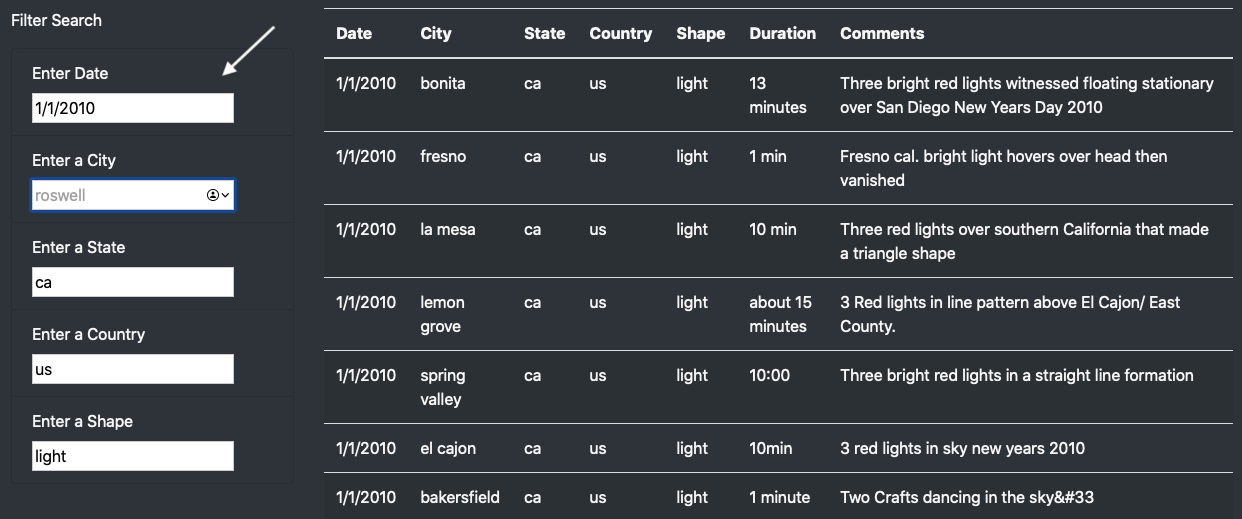 Filter Search
Enter Date
1/1/2010
Enter a City
roswell
Enter a State
ca
Enter a Country
us
Enter a Shape
light
Date City State Country Shape Duration Comments
1/1/2010 bonita ca us light 13 Three bright red lights witnessed floating stationary
minutes over San Diego New Years Day 2010
1/1/2010 fresno ca us light 1 min Fresno cal. bright light hovers over head then
vanished
1/1/2010 la mesa ca us light 10 min Three red lights over southern California that made
a triangle shape
1/1/2010 lemon ca us light about 15 3 Red lights in line pattern above El Cajon/ East
grove minutes County.
1/1/2010 spring ca us light 10:00 Three bright red lights in a straight line formation
valley
1/1/2010 el cajon ca us light 10min 3 red lights in sky new years 2010
1/1/2010 bakersfield ca us light 1 minute Two Crafts dancing in the sky&#33